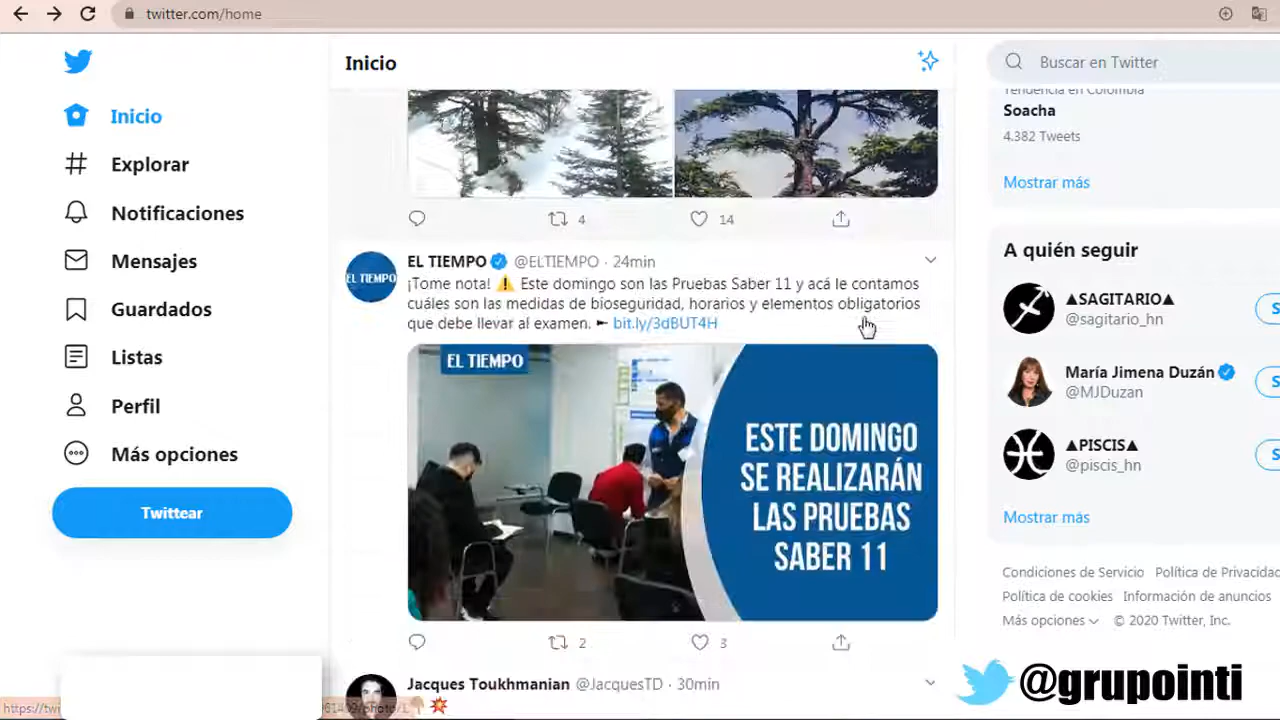 twitter.com/home
Inicio
Explorar
Notificaciones
Mensajes
Guardados
Listas
Perfil
Más opciones
Twittear
Inicio
4
14
EL TIEMPO @ELTIEMPO · 24min
¡Tome nota! ⚠️ Este domingo son las Pruebas Saber 11 y acá le contamos
cuáles son las medidas de bioseguridad, horarios y elementos obligatorios
que debe llevar al examen. ► bit.ly/3dBUT4H
EL TIEMPO
EL TIEMPO
ESTE DOMINGO
SE REALIZARÁN
LAS PRUEBAS
SABER 11
2
3
Jacques Toukhmanian @JacquesTD · 30min
Buscar en Twitter
Tendencia en Colombia
Soacha
4.382 Tweets
Mostrar más
A quién seguir
▲SAGITARIO▲
@sagitario_hn
S
María Jimena Duzán
@MJDuzan
S
▲PISCIS▲
@piscis_hn
S
Mostrar más
Condiciones de Servicio Política de Privacidad
Política de cookies Información de anuncios
Más opciones © 2020 Twitter, Inc.
@grupointi